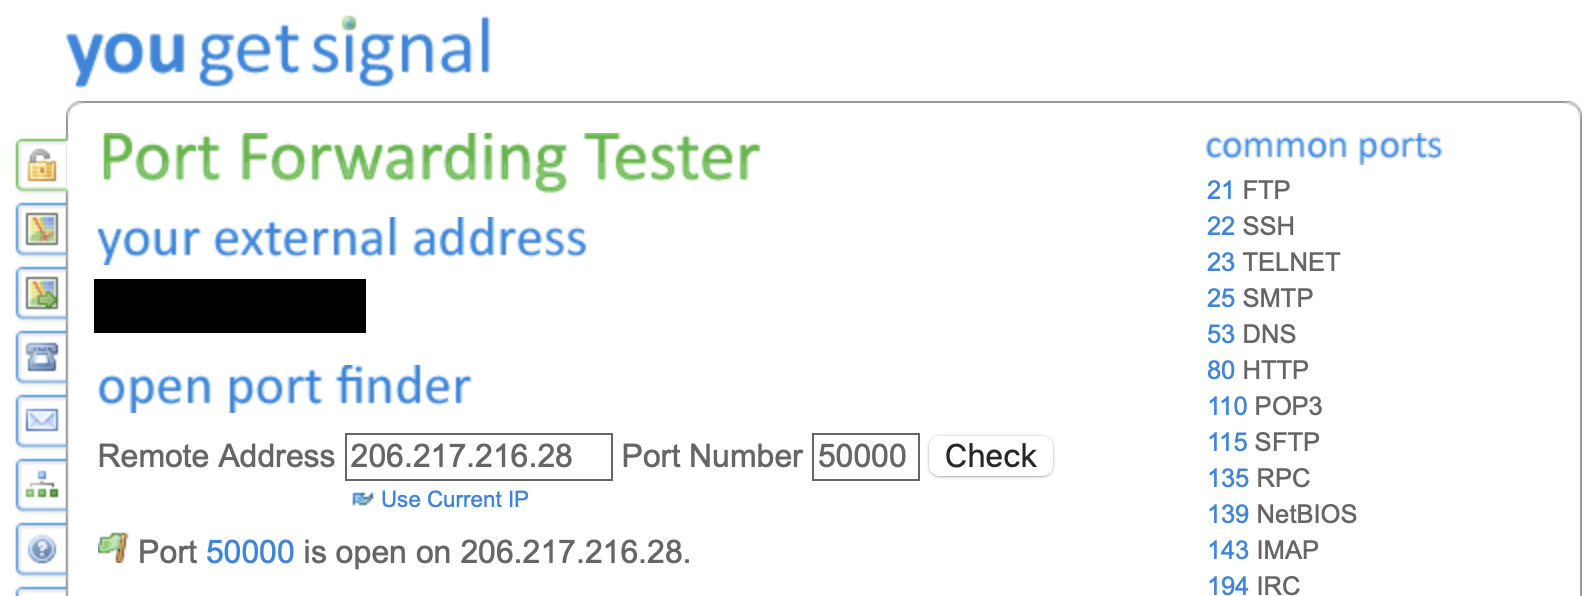 you get signal
Port Forwarding Tester
your external address
open port finder
Remote Address 206.217.216.28 Port Number 50000 Check
Use Current IP
Port 50000 is open on 206.217.216.28.
common ports
21 FTP
22 SSH
23 TELNET
25 SMTP
53 DNS
80 HTTP
110 POP3
115 SFTP
135 RPC
139 NetBIOS
143 IMAP
194 IRC